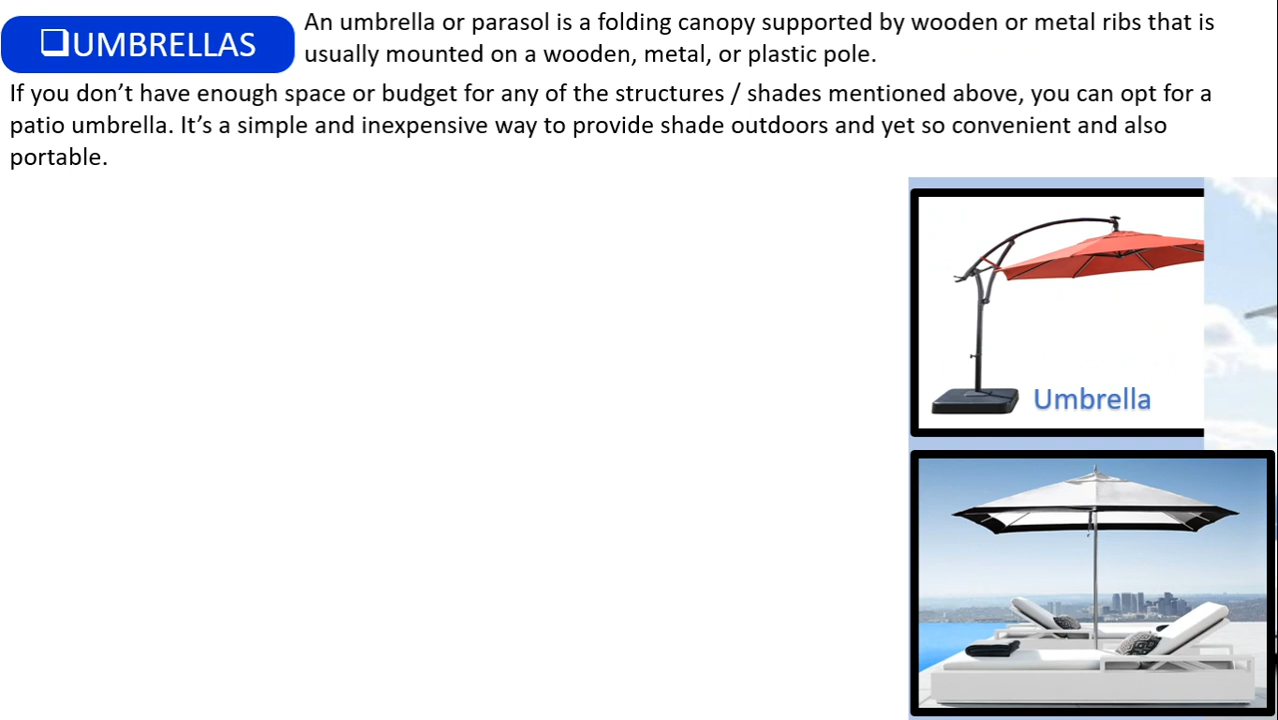 ❑UMBRELLAS
An umbrella or parasol is a folding canopy supported by wooden or metal ribs that is
usually mounted on a wooden, metal, or plastic pole.
If you don’t have enough space or budget for any of the structures / shades mentioned above, you can opt for a
patio umbrella. It’s a simple and inexpensive way to provide shade outdoors and yet so convenient and also
portable.
Umbrella